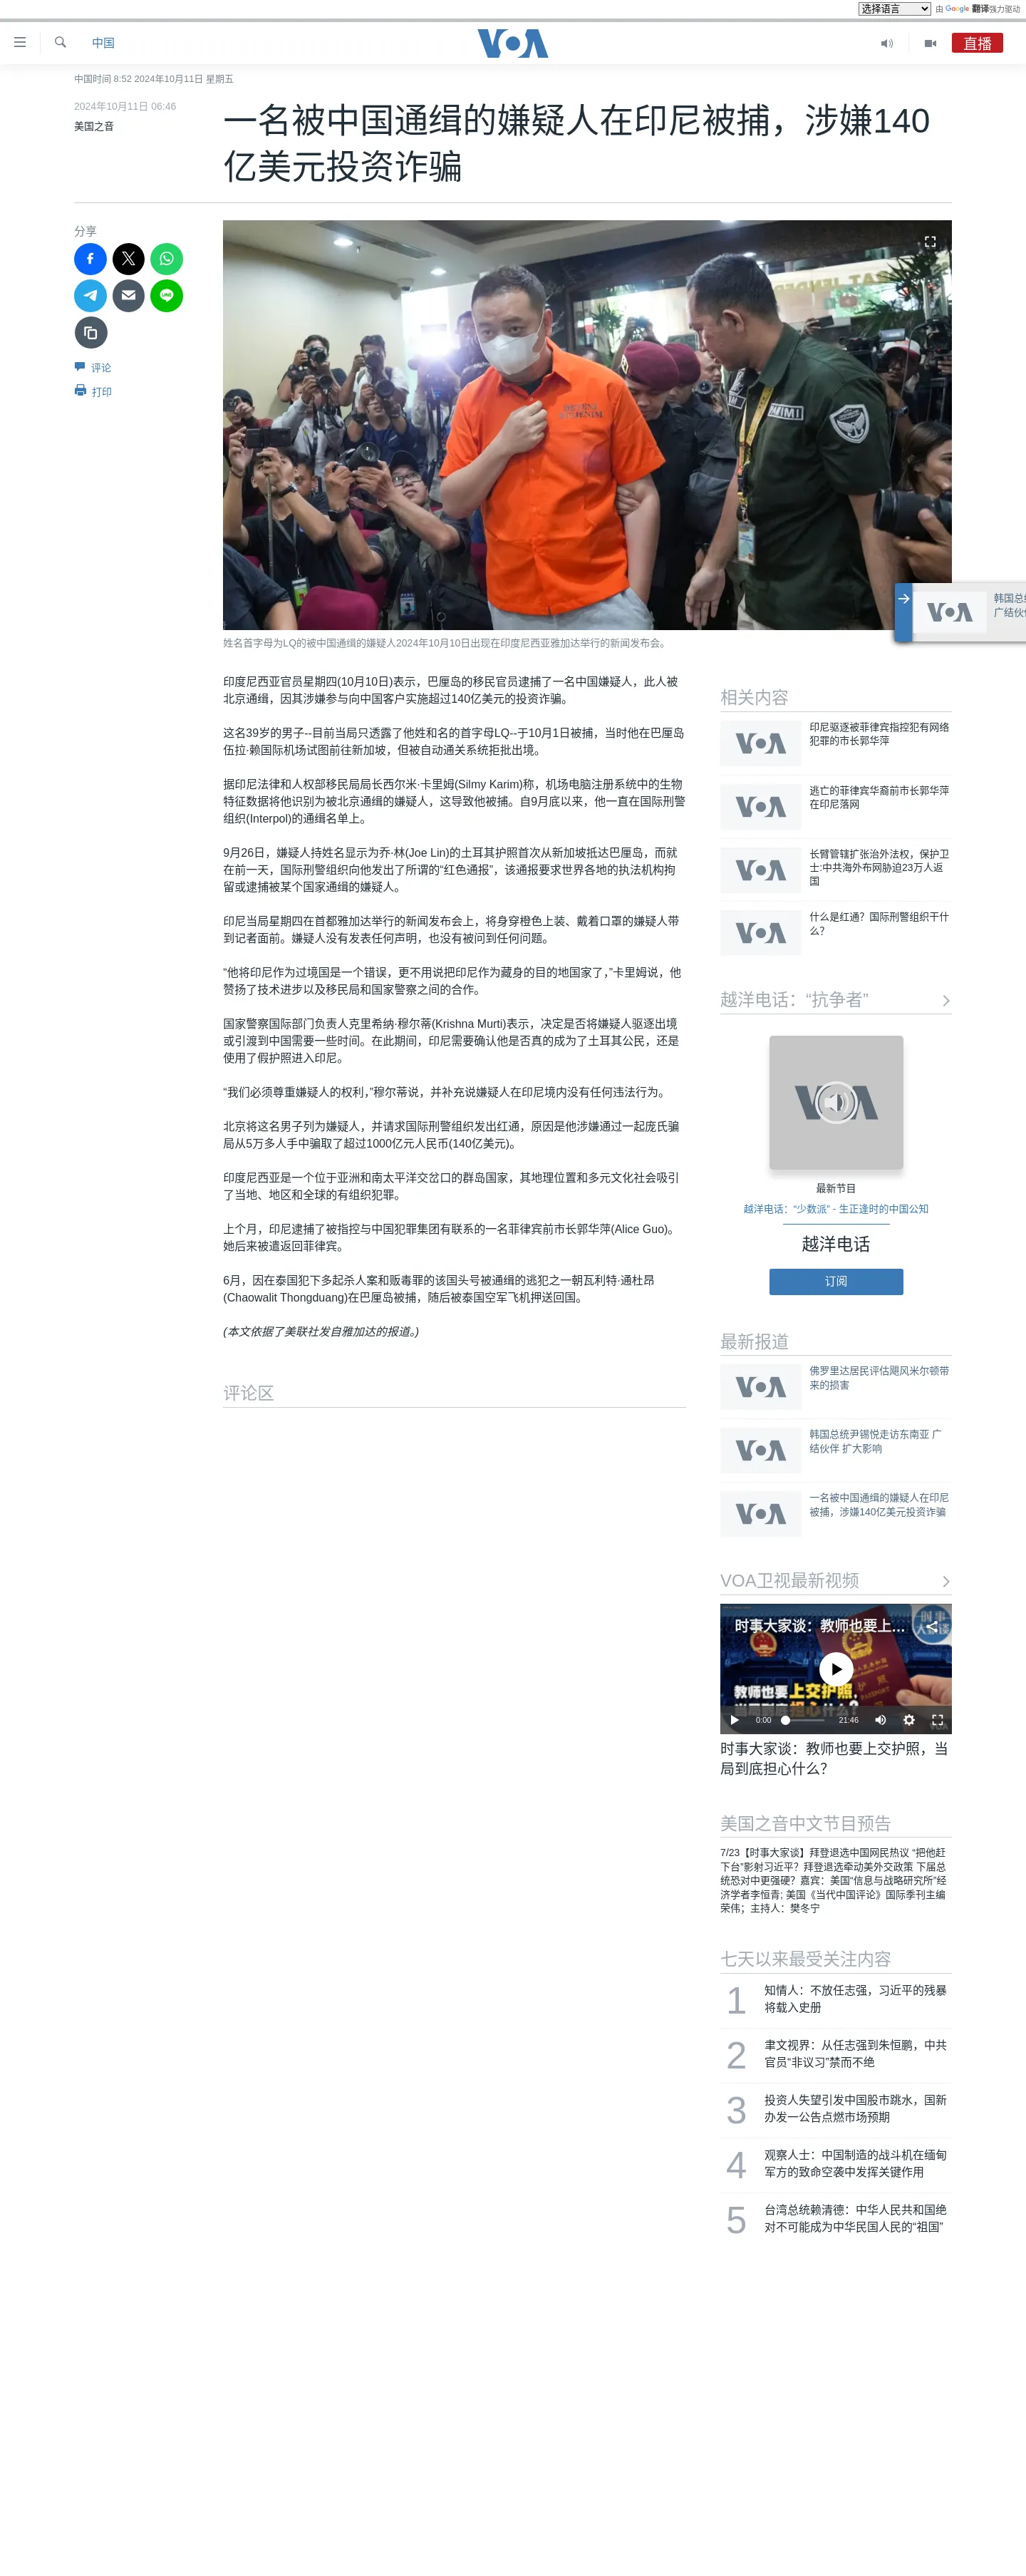 选择语言
由 Google 翻译强力驱动
中国
VOA
直播
中国时间 8:52 2024年10月11日 星期五
2024年10月11日 06:46
美国之音
一名被中国通缉的嫌疑人在印尼被捕，涉嫌140
亿美元投资诈骗
分享
评论
打印
IMIMI
姓名首字母为LQ的被中国通缉的嫌疑人2024年10月10日出现在印度尼西亚雅加达举行的新闻发布会。
VOA
韩国总
广结伙
印度尼西亚官员星期四(10月10日)表示，巴厘岛的移民官员逮捕了一名中国嫌疑人，此人被
北京通缉，因其涉嫌参与向中国客户实施超过140亿美元的投资诈骗。
这名39岁的男子--目前当局只透露了他姓和名的首字母LQ--于10月1日被捕，当时他在巴厘岛
伍拉·赖国际机场试图前往新加坡，但被自动通关系统拒批出境。
据印尼法律和人权部移民局局长西尔米·卡里姆(Silmy Karim)称，机场电脑注册系统中的生物
特征数据将他识别为被北京通缉的嫌疑人，这导致他被捕。自9月底以来，他一直在国际刑警
组织(Interpol)的通缉名单上。
9月26日，嫌疑人持姓名显示为乔·林(Joe Lin)的土耳其护照首次从新加坡抵达巴厘岛，而就
在前一天，国际刑警组织向他发出了所谓的“红色通报”，该通报要求世界各地的执法机构拘
留或逮捕被某个国家通缉的嫌疑人。
印尼当局星期四在首都雅加达举行的新闻发布会上，将身穿橙色上装、戴着口罩的嫌疑人带
到记者面前。嫌疑人没有发表任何声明，也没有被问到任何问题。
“他将印尼作为过境国是一个错误，更不用说把印尼作为藏身的目的地国家了，”卡里姆说，他
赞扬了技术进步以及移民局和国家警察之间的合作。
国家警察国际部门负责人克里希纳·穆尔蒂(Krishna Murti)表示，决定是否将嫌疑人驱逐出境
或引渡到中国需要一些时间。在此期间，印尼需要确认他是否真的成为了土耳其公民，还是
使用了假护照进入印尼。
“我们必须尊重嫌疑人的权利，”穆尔蒂说，并补充说嫌疑人在印尼境内没有任何违法行为。
北京将这名男子列为嫌疑人，并请求国际刑警组织发出红通，原因是他涉嫌通过一起庞氏骗
局从5万多人手中骗取了超过1000亿元人民币(140亿美元)。
印度尼西亚是一个位于亚洲和南太平洋交岔口的群岛国家，其地理位置和多元文化社会吸引
了当地、地区和全球的有组织犯罪。
上个月，印尼逮捕了被指控与中国犯罪集团有联系的一名菲律宾前市长郭华萍(Alice Guo)。
她后来被遣返回菲律宾。
6月，因在泰国犯下多起杀人案和贩毒罪的该国头号被通缉的逃犯之一朝瓦利特·通杜昂
(Chaowalit Thongduang)在巴厘岛被捕，随后被泰国空军飞机押送回国。
(本文依据了美联社发自雅加达的报道。)
评论区
相关内容
VOA
印尼驱逐被菲律宾指控犯有网络
犯罪的市长郭华萍
VOA
逃亡的菲律宾华裔前市长郭华萍
在印尼落网
VOA
长臂管辖扩张治外法权，保护卫
士:中共海外布网胁迫23万人返
国
VOA
什么是红通？国际刑警组织干什
么？
越洋电话：“抗争者”
VOA
最新节目
越洋电话：“少数派” - 生正逢时的中国公知
越洋电话
订阅
最新报道
VOA
佛罗里达居民评估飓风米尔顿带
来的损害
VOA
韩国总统尹锡悦走访东南亚 广
结伙伴 扩大影响
VOA
一名被中国通缉的嫌疑人在印尼
被捕，涉嫌140亿美元投资诈骗
VOA卫视最新视频
时事大家谈：教师也要上...
时事
大家谈
PASSPORT
教师也要上交护照，
当局到底担心什么？
0:00
21:46
VOA
时事大家谈：教师也要上交护照，当
局到底担心什么？
美国之音中文节目预告
7/23【时事大家谈】拜登退选中国网民热议 “把他赶
下台”影射习近平？拜登退选牵动美外交政策 下届总
统恐对中更强硬？嘉宾：美国“信息与战略研究所”经
济学者李恒青; 美国《当代中国评论》国际季刊主编
荣伟；主持人：樊冬宁
七天以来最受关注内容
1
知情人：不放任志强，习近平的残暴
将载入史册
2
聿文视界：从任志强到朱恒鹏，中共
官员“非议习”禁而不绝
3
投资人失望引发中国股市跳水，国新
办发一公告点燃市场预期
4
观察人士：中国制造的战斗机在缅甸
军方的致命空袭中发挥关键作用
5
台湾总统赖清德：中华人民共和国绝
对不可能成为中华民国人民的“祖国”